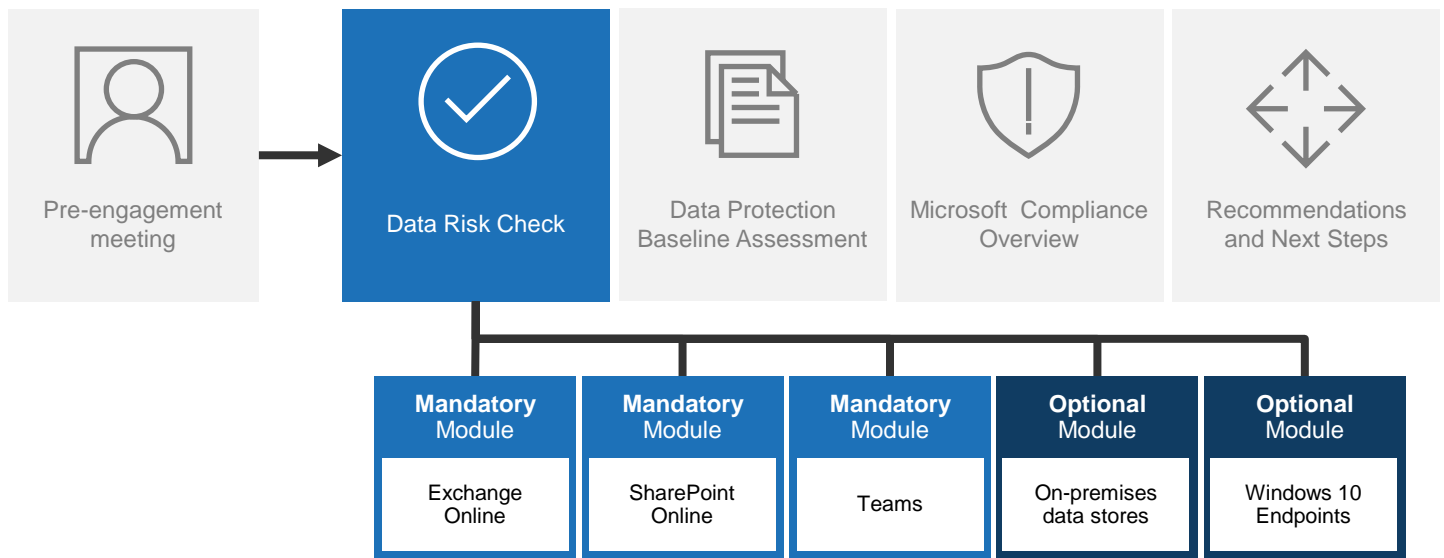 Pre-engagement
meeting
Data Risk Check
Data Protection
Baseline Assessment
Microsoft  Compliance
Overview
Recommendations
and Next Steps
Mandatory
Module
Exchange
Online
Mandatory
Module
SharePoint
Online
Mandatory
Module
Teams
Optional
Module
On-premises
data stores
Optional
Module
Windows 10
Endpoints